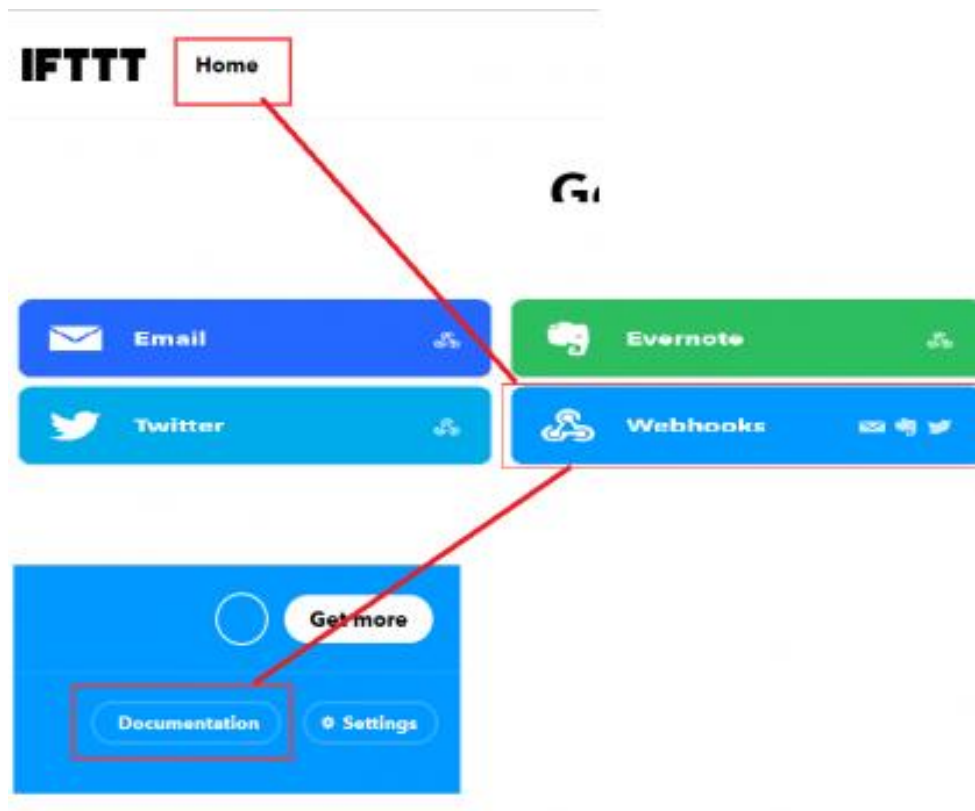 IFTTT Home
Email
Evernote
Twitter
Webhooks
Get more
Documentation
Settings